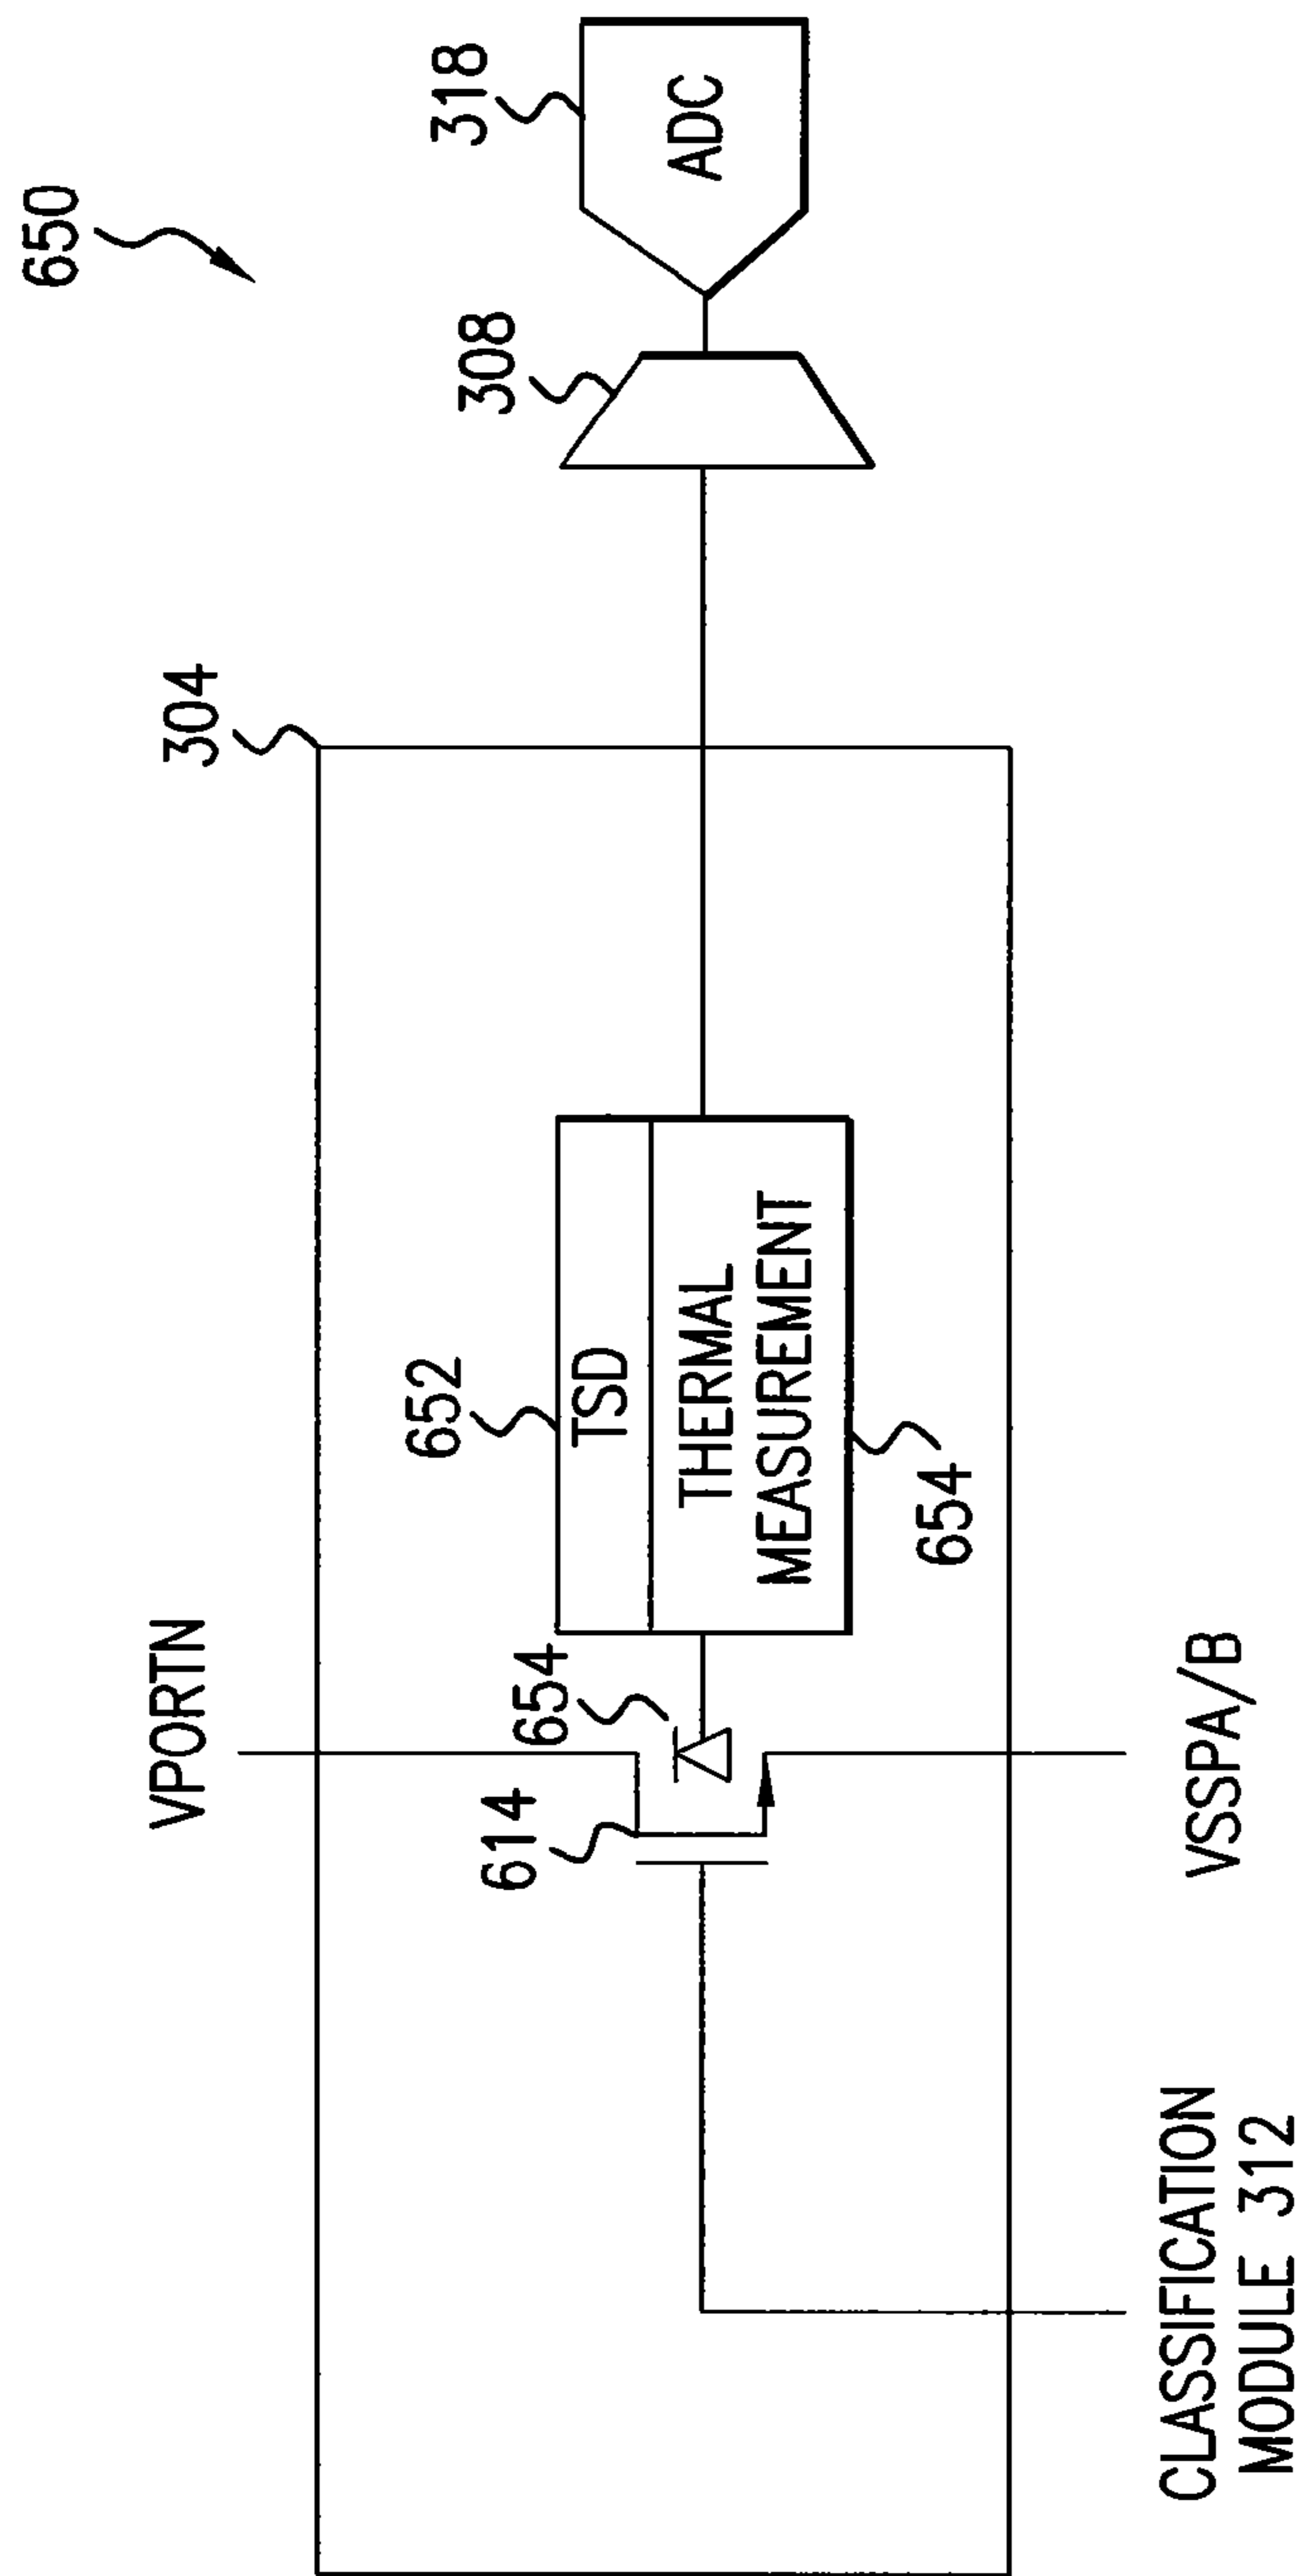 650
318
ADC
308
304
VPORTN
652
TSD
THERMAL
MEASUREMENT
654
654
614
VSSPA/B
CLASSIFICATION
MODULE 312